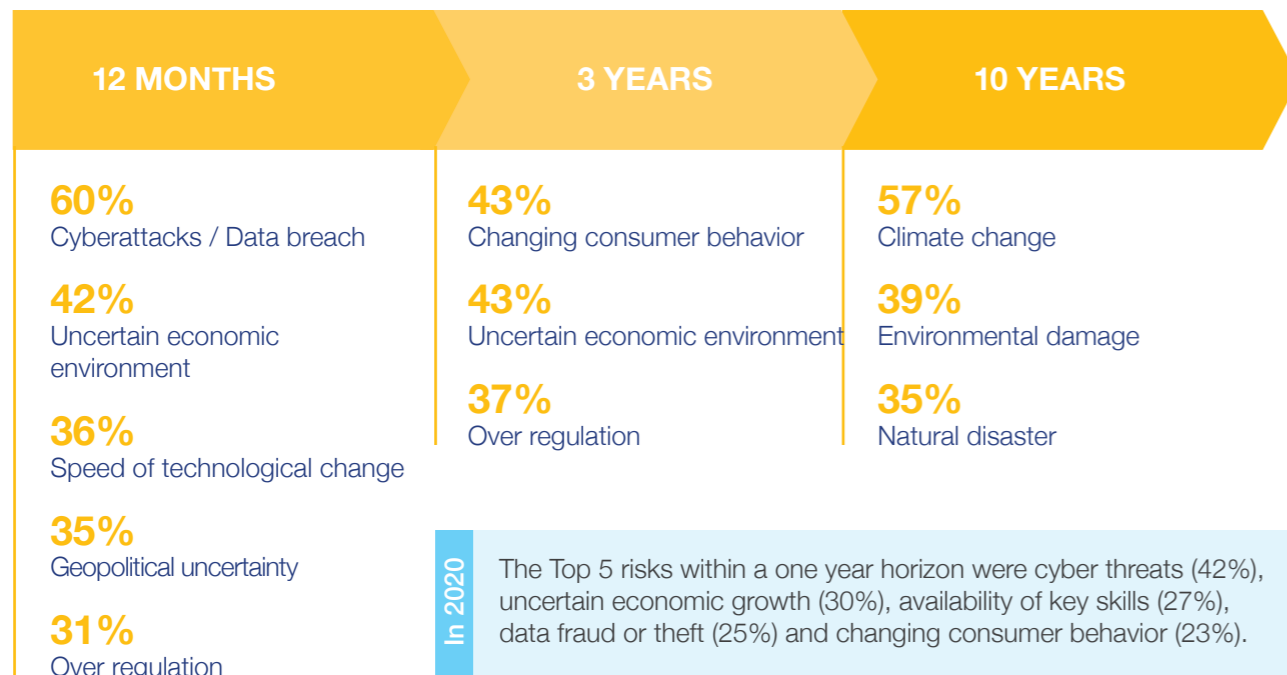 12 MONTHS
3 YEARS
10 YEARS
60%
Cyberattacks / Data breach
42%
Uncertain economic
environment
36%
Speed of technological change
35%
Geopolitical uncertainty
31%
Over regulation
43%
Changing consumer behavior
43%
Uncertain economic environment
37%
Over regulation
57%
Climate change
39%
Environmental damage
35%
Natural disaster
In 2020
The Top 5 risks within a one year horizon were cyber threats (42%),
uncertain economic growth (30%), availability of key skills (27%),
data fraud or theft (25%) and changing consumer behavior (23%).